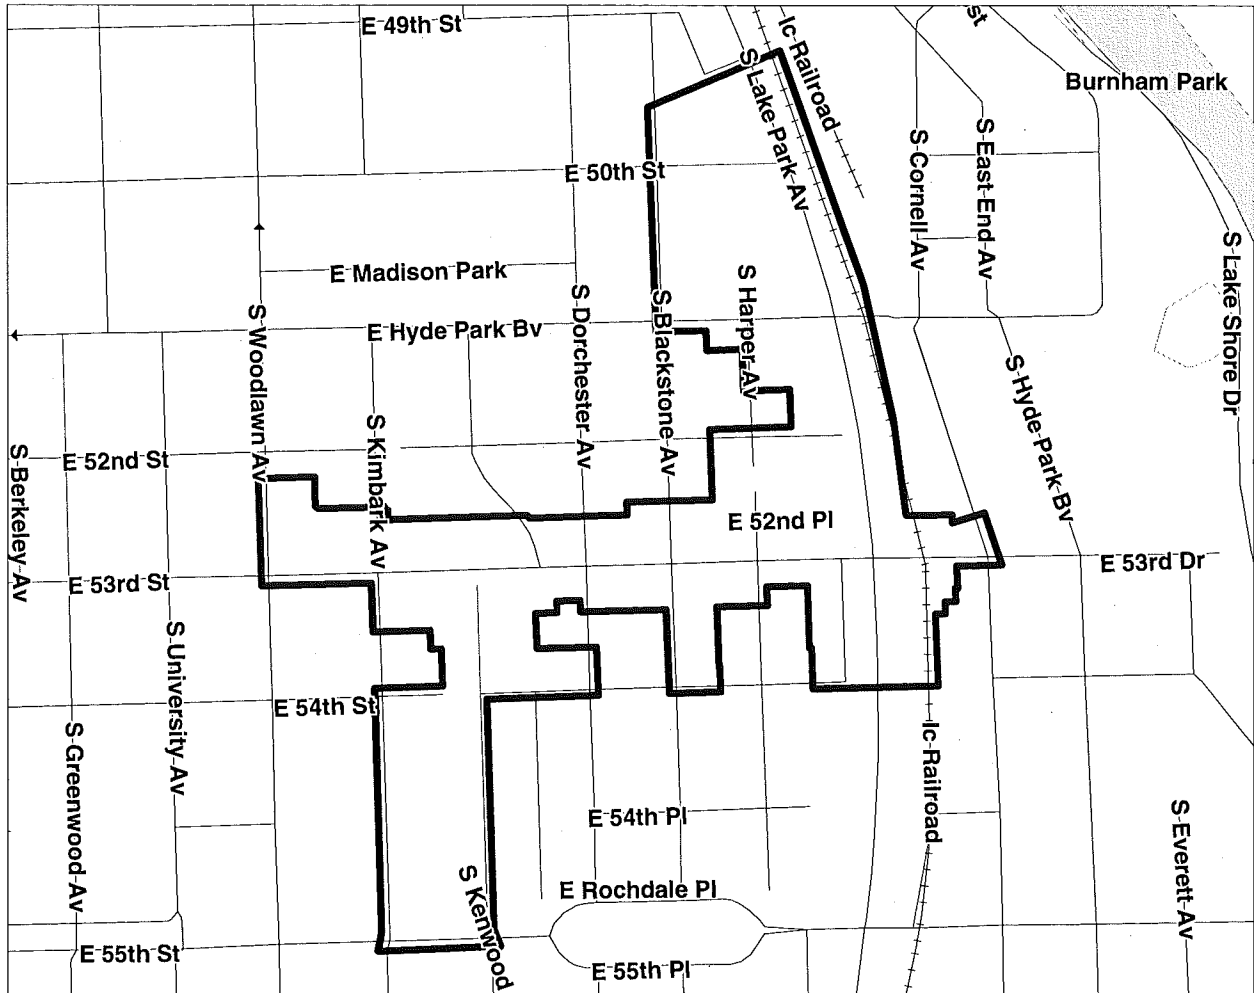 E 49th St
Ic Railroad
st
Burnham Park
S Lake Park Av
E 50th St
S Cornell Av
S East End Av
E Madison Park
S Lake Shore Dr
S Woodlawn Av
E Hyde Park Bv
S Dorchester Av
S Blackstone Av
S Harper Av
S Hyde Park Bv
S Kimbark Av
S Berkeley Av
E 52nd St
E 52nd Pl
E 53rd St
E 53rd Dr
S University Av
E 54th St
S Greenwood Av
Ic Railroad
E 54th Pl
S Everett Av
S Kenwood
E Rochdale Pl
E 55th St
E 55th Pl